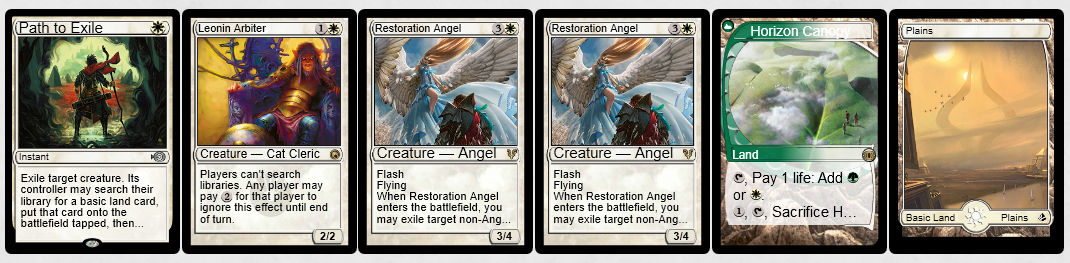 Path to Exile
Instant
Exile target creature. Its
controller may search their
library for a basic land card,
put that card onto the
battlefield tapped, then...
Leonin Arbiter 1
Creature — Cat Cleric
Players can't search
libraries. Any player may
pay 2 for that player to
ignore this effect until end
of turn.
2/2
Restoration Angel 3
Creature — Angel
Flash
Flying
When Restoration Angel
enters the battlefield, you
may exile target non-Ang...
3/4
Restoration Angel 3
Creature — Angel
Flash
Flying
When Restoration Angel
enters the battlefield, you
may exile target non-Ang...
3/4
Horizon Canopy
Land
, Pay 1 life: Add
or .
1, , Sacrifice H...
Plains
Basic Land Plains